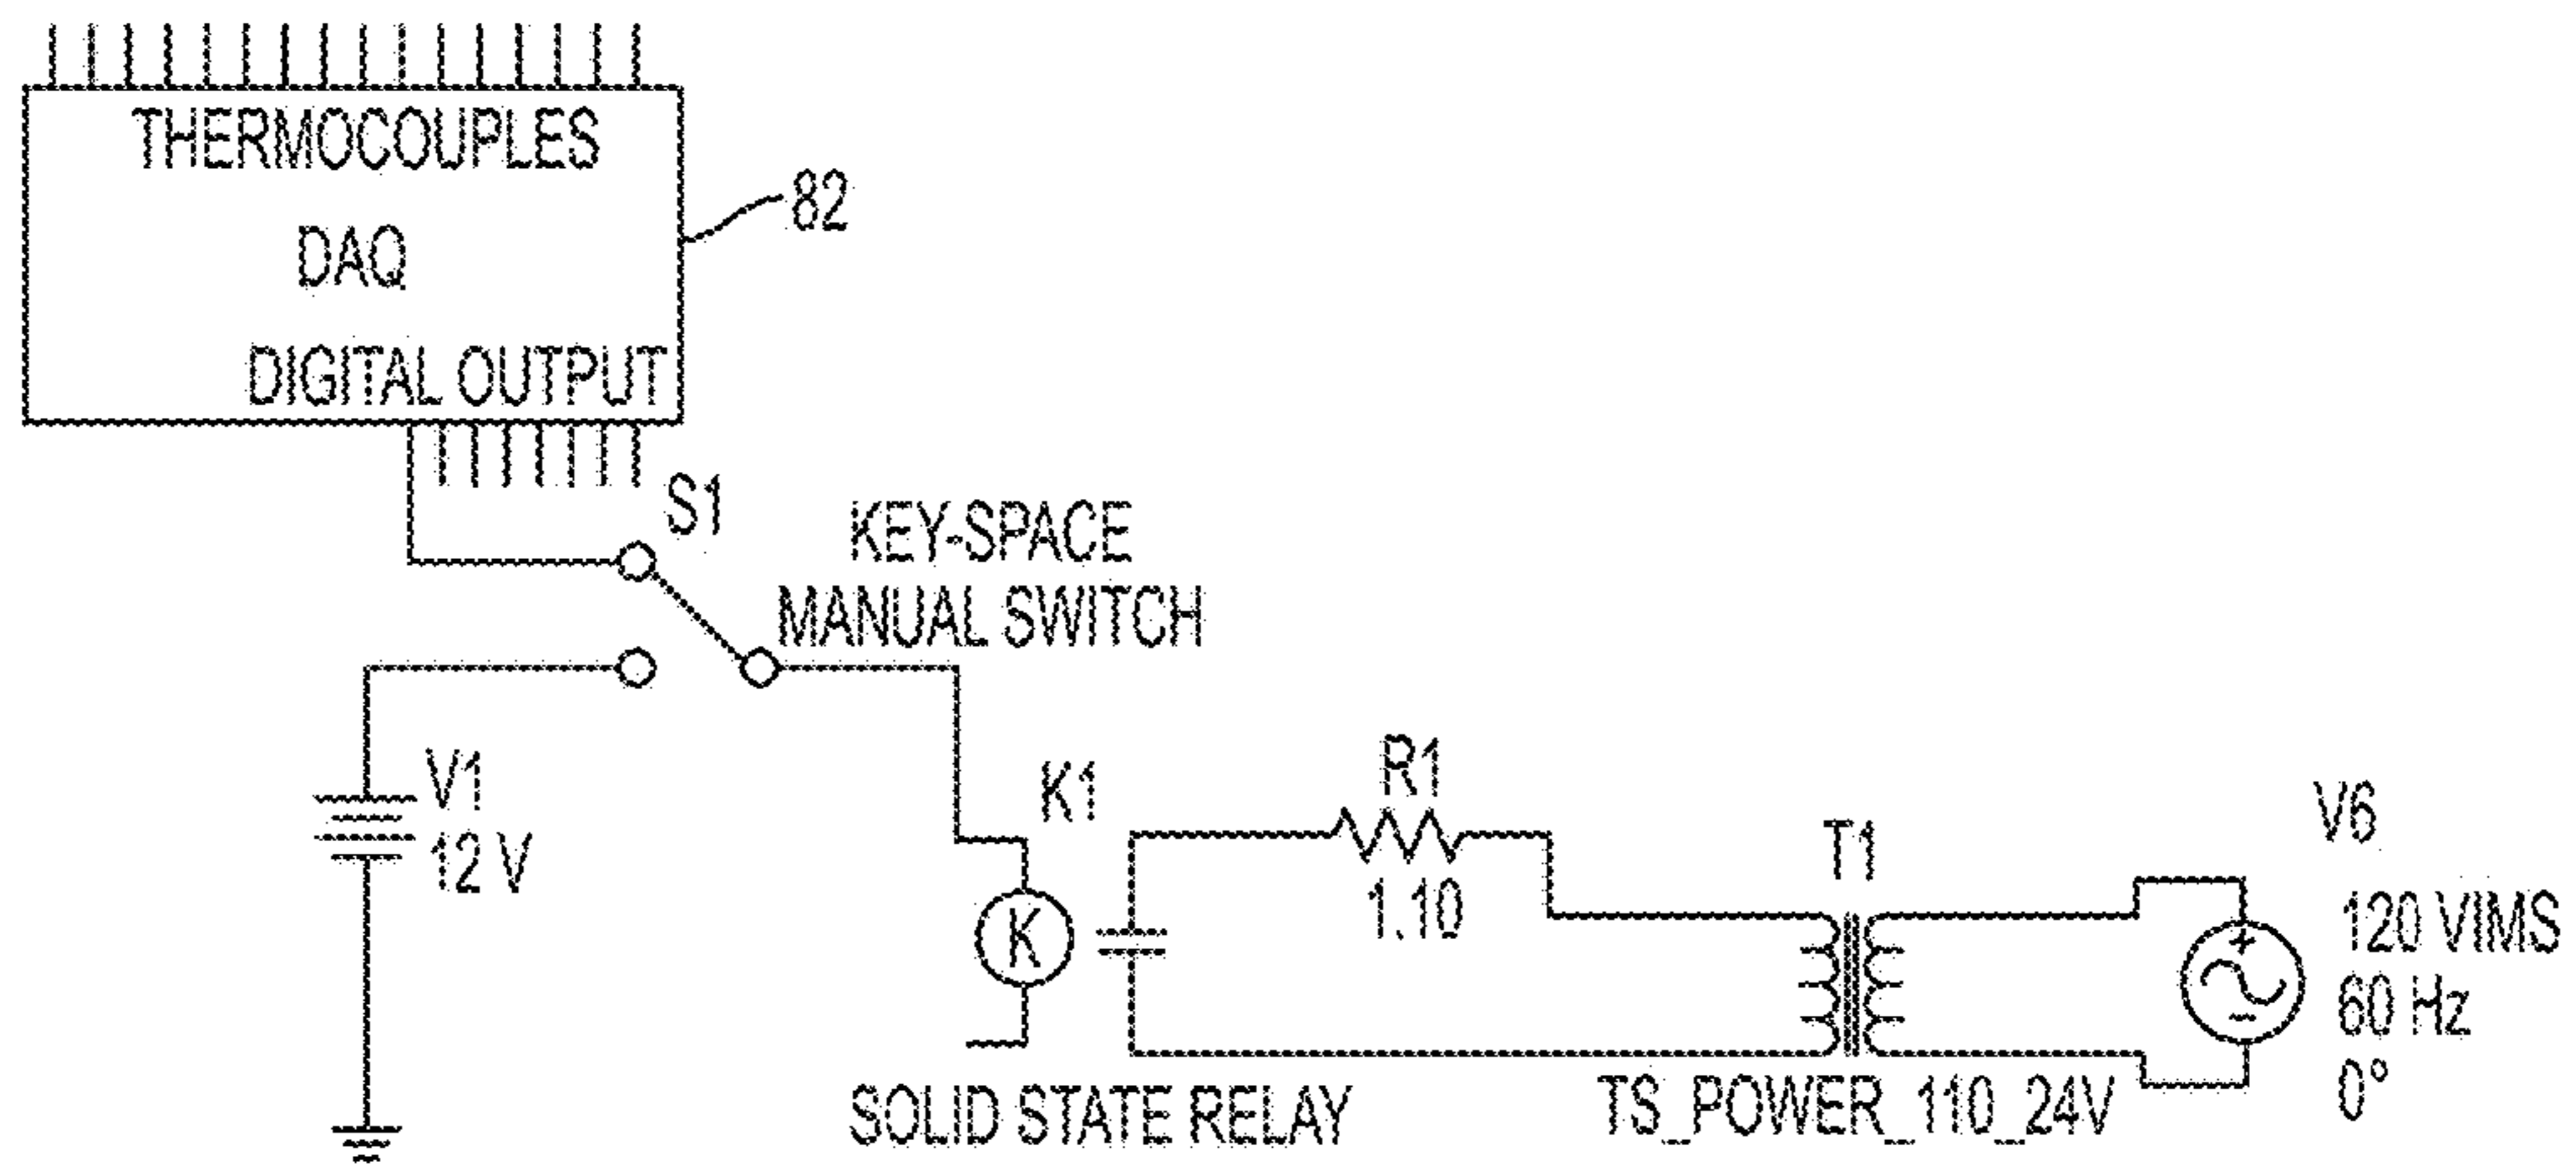 THERMOCOUPLES
DAQ
82
DIGITAL OUTPUT
S1
KEY-SPACE
MANUAL SWITCH
V1
12 V
K1
K
SOLID STATE RELAY
R1
1.10
T1
TS_POWER_110_24V
V6
120 VIMS
60 Hz
0°